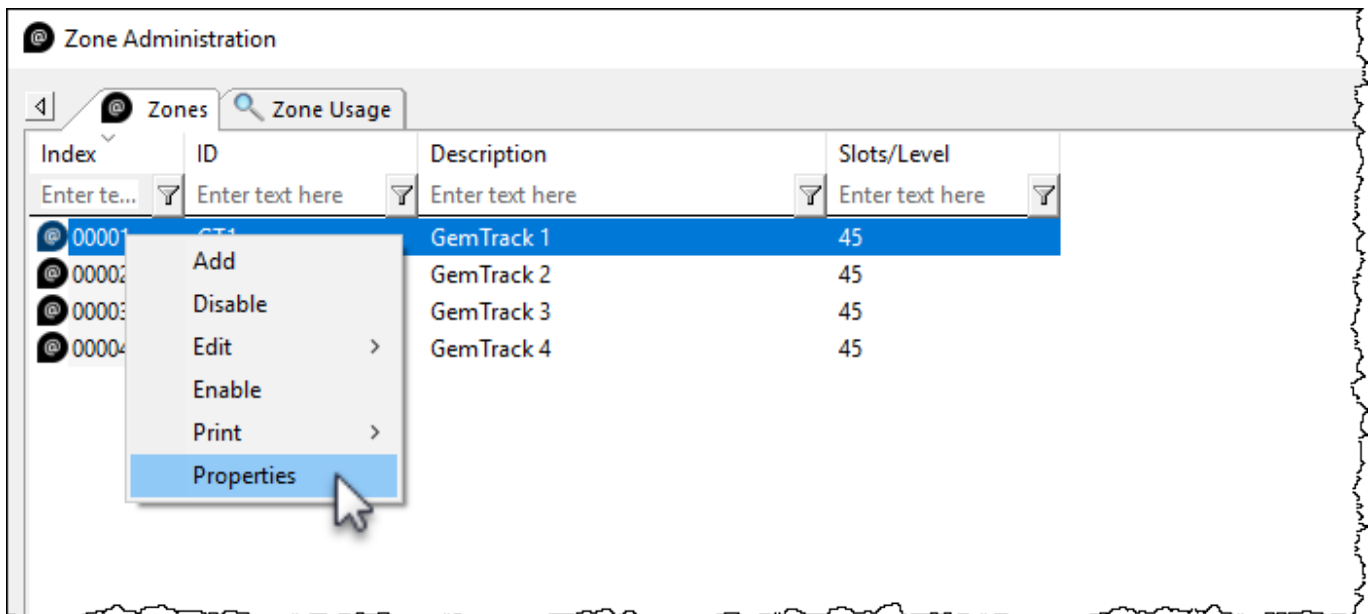 Zone Administration
Zones Zone Usage
Index ID Description Slots/Level
Enter te... Enter text here Enter text here Enter text here
00001 GemTrack 1 45
Add
GemTrack 2 45
Disable
GemTrack 3 45
Edit
GemTrack 4 45
Enable
Print
Properties